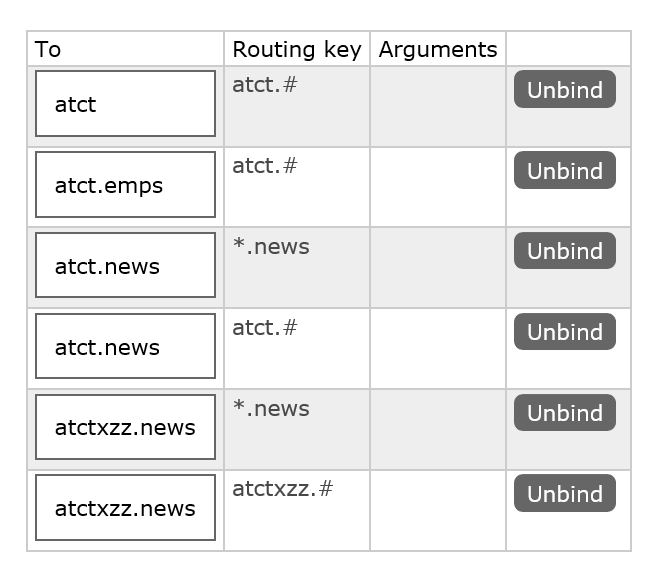 To Routing key Arguments
atct atct.# Unbind
atct.emps atct.# Unbind
atct.news *.news Unbind
atct.news atct.# Unbind
atctxzz.news *.news Unbind
atctxzz.news atctxzz.# Unbind